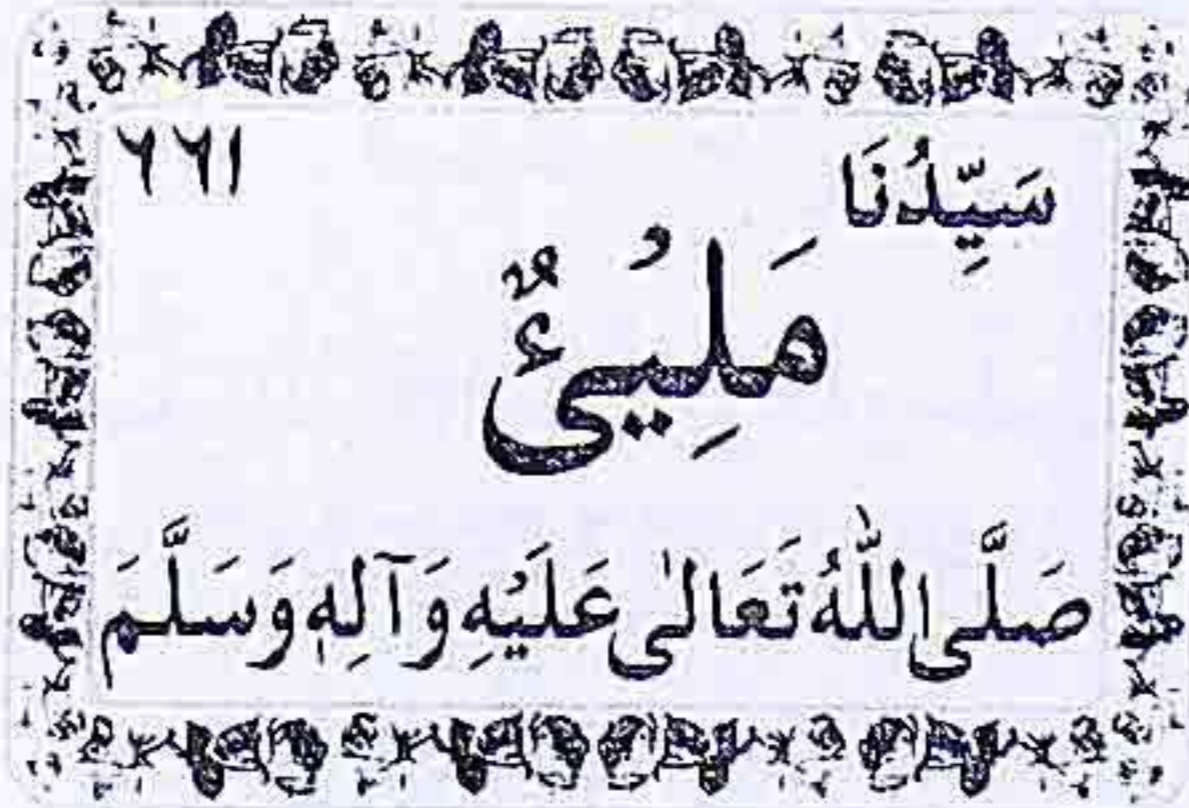 سَيِّدُنَا ٦٦١
مَلِيْئٌ
صَلَّى اللّٰهُ تَعَالٰى عَلَيْهِ وَآلِهٖ وَسَلَّمَ